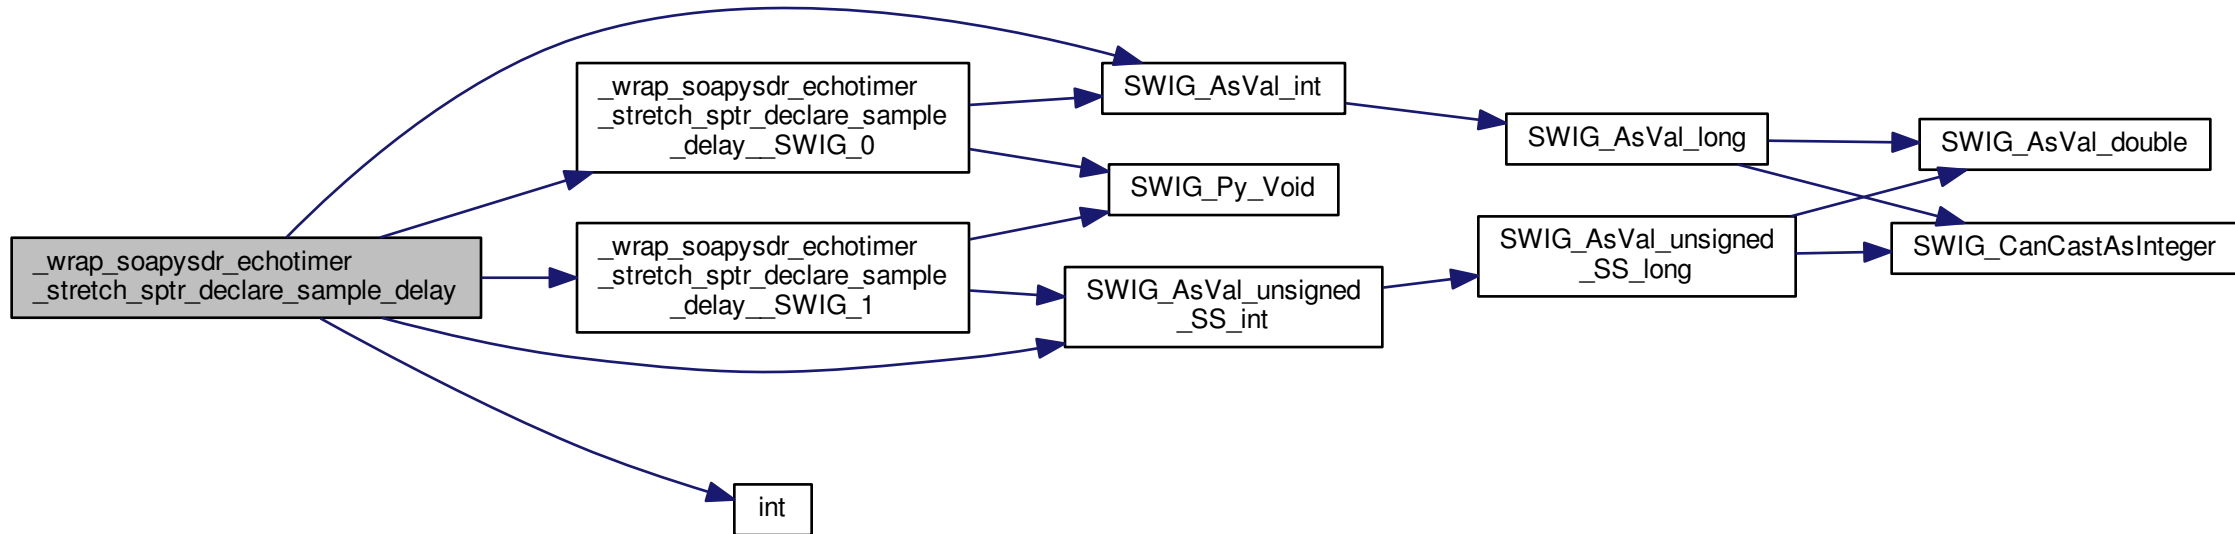 _wrap_soapysdr_echotimer
_stretch_sptr_declare_sample_delay
_wrap_soapysdr_echotimer
_stretch_sptr_declare_sample
_delay__SWIG_0
_wrap_soapysdr_echotimer
_stretch_sptr_declare_sample
_delay__SWIG_1
int
SWIG_AsVal_int
SWIG_Py_Void
SWIG_AsVal_unsigned
_SS_int
SWIG_AsVal_long
SWIG_AsVal_unsigned
_SS_long
SWIG_AsVal_double
SWIG_CanCastAsInteger